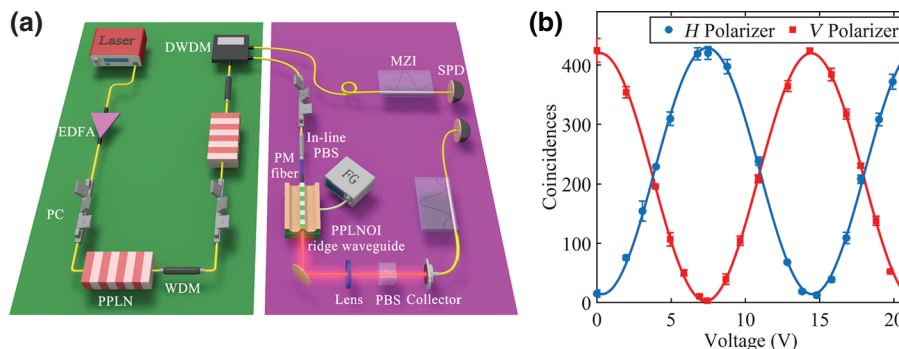 (a)
Laser
EDFA
PC
PPLN
WDM
DWDM
MZI
SPD
In-line
PBS
PM
fiber
FG
PPLNOI
ridge waveguide
Lens
PBS
Collector
(b)
H Polarizer
V Polarizer
Coincidences
400
300
200
100
0
0
5
10
15
20
Voltage (V)